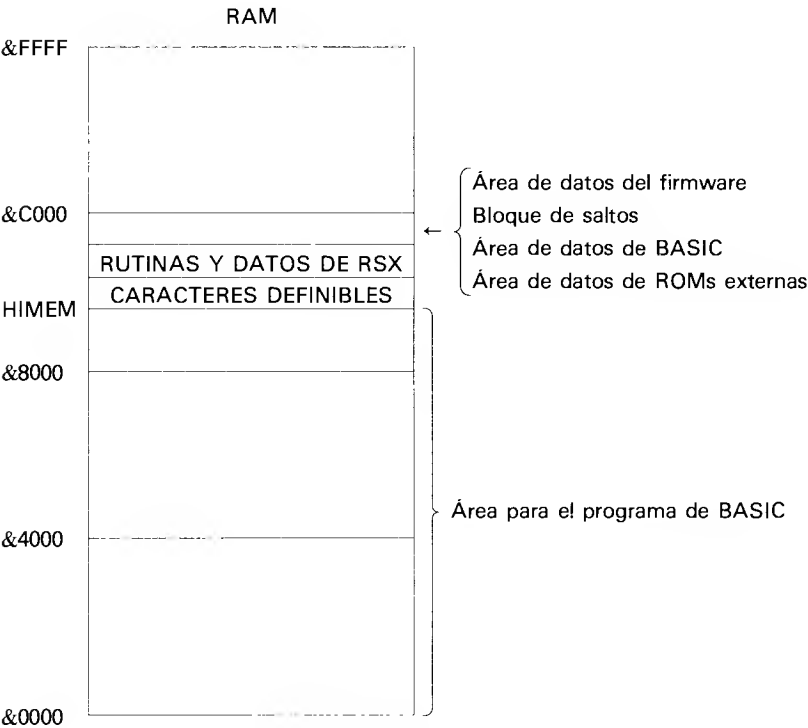 RAM
&FFFF
&C000
RUTINAS Y DATOS DE RSX
CARACTERES DEFINIBLES
HIMEM
&8000
&4000
&0000
← Área de datos del firmware
Bloque de saltos
Área de datos de BASIC
Área de datos de ROMs externas
Área para el programa de BASIC